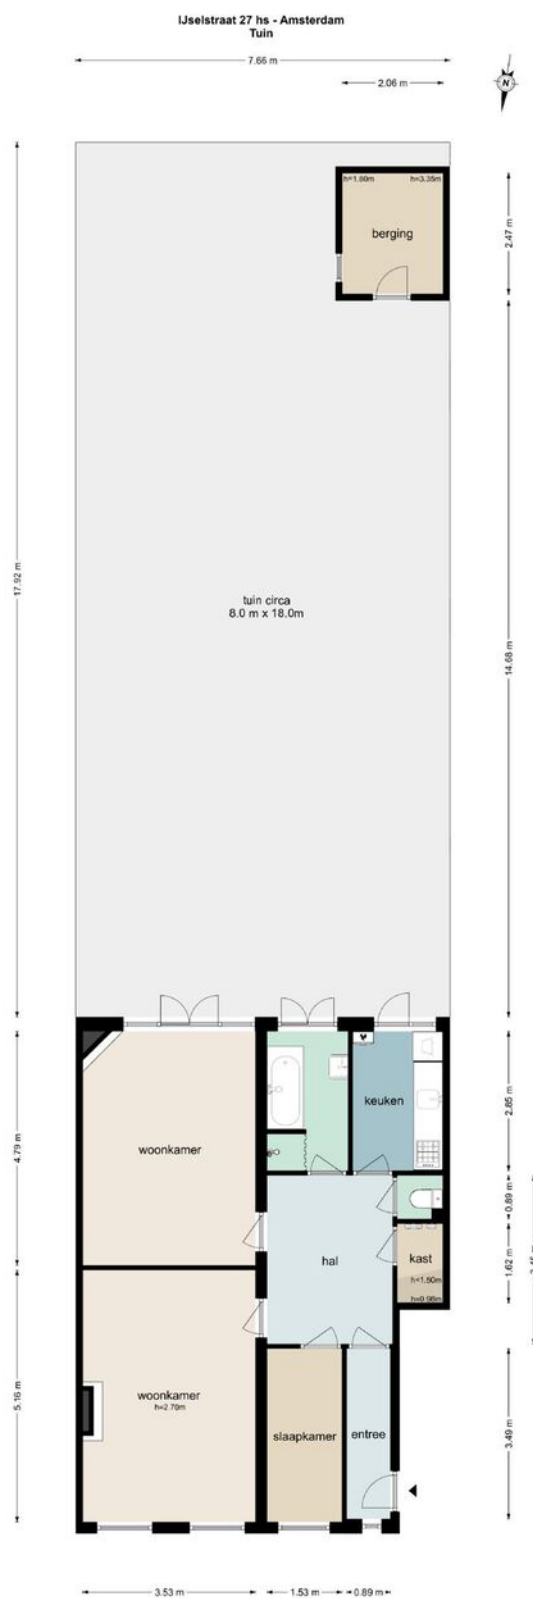 IJselstraat 27 hs - Amsterdam
Tuin
7.66 m
2.06 m
N
h=1.80m h=3.35m
berging
2.47 m
17.92 m
tuin circa
8.0 m x 18.0m
14.68 m
woonkamer
keuken
2.85 m
4.79 m
0.89 m
hal
kast
h=1.50m
h=0.98m
1.62 m
woonkamer
h=2.70m
5.16 m
slaapkamer
entree
3.49 m
3.53 m
1.53 m
0.89 m